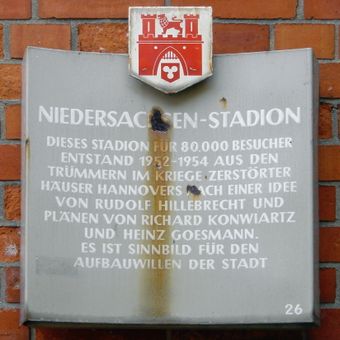 NIEDERSACHSEN-STADION
DIESES STADION FÜR 80.000 BESUCHER
ENTSTAND 1952-1954 AUS DEN
TRÜMMERN IM KRIEGE ZERSTÖRTER
HÄUSER HANNOVERS NACH EINER IDEE
VON RUDOLF HILLEBRECHT UND
PLÄNEN VON RICHARD KONWIARTZ
UND HEINZ GOESMANN.
ES IST SINNBILD FÜR DEN
AUFBAUWILLEN DER STADT
26